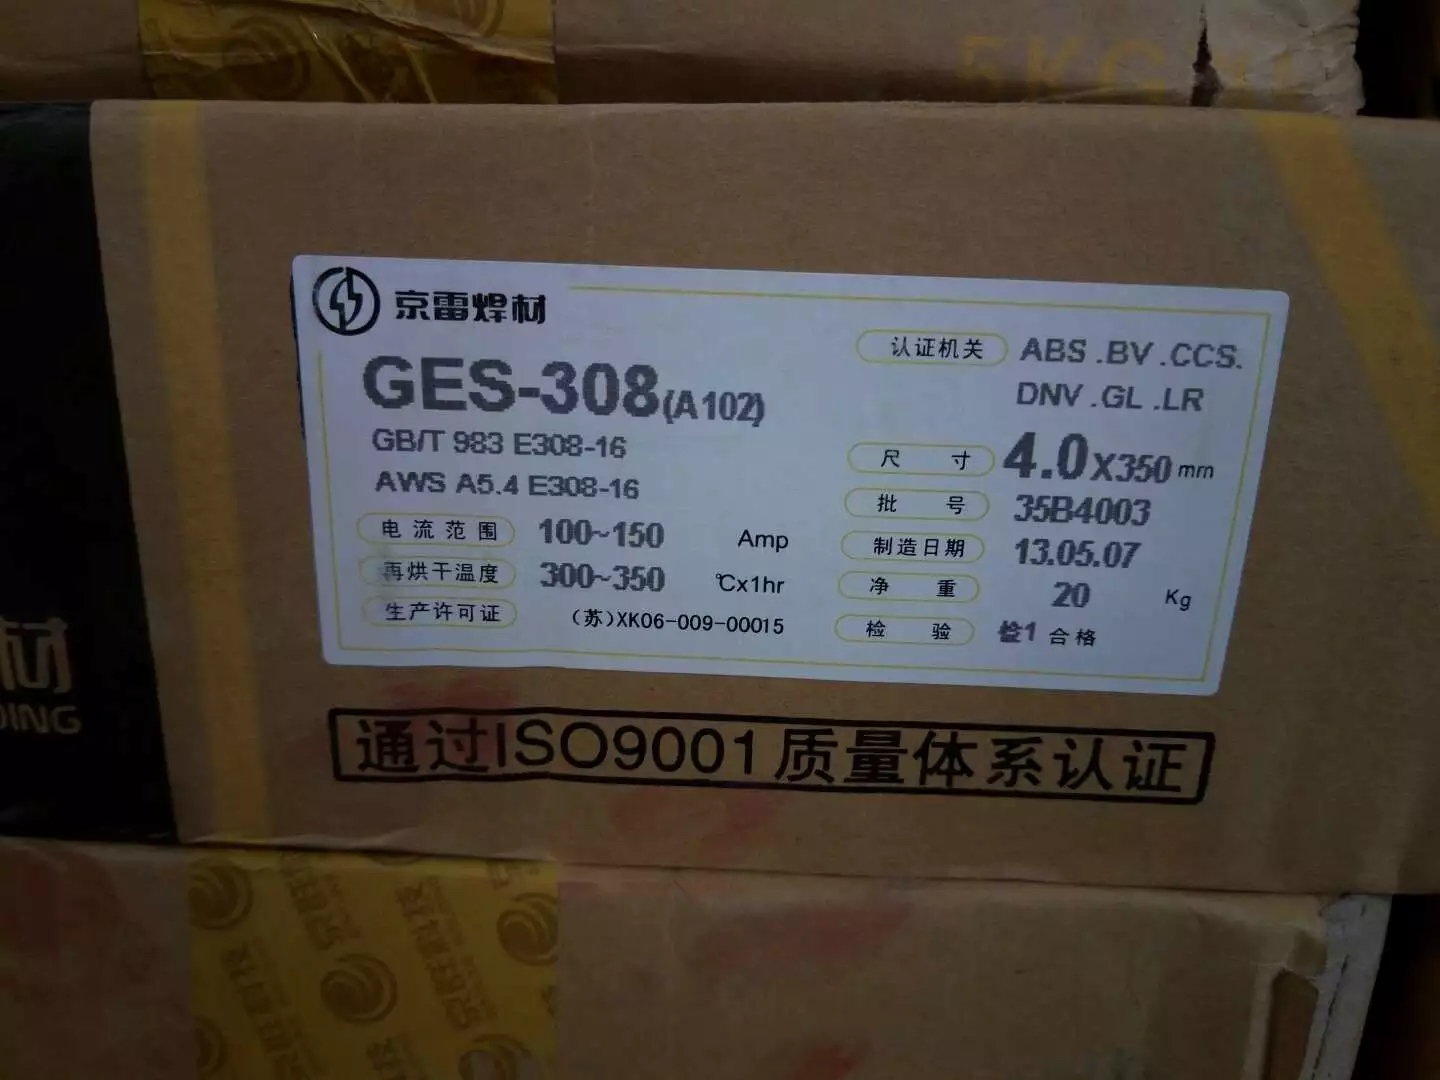 5KG
京雷焊材
GES-308(A102)
GB/T 983 E308-16
AWS A5.4 E308-16
电流范围 100~150 Amp
再烘干温度 300~350 ℃x1hr
生产许可证 (苏)XK06-009-00015
认证机关 ABS .BV .CCS.
DNV .GL .LR
尺寸 4.0X350 mm
批号 35B4003
制造日期 13.05.07
净重 20 Kg
检验 检1 合格
材
DING
通过ISO9001质量体系认证